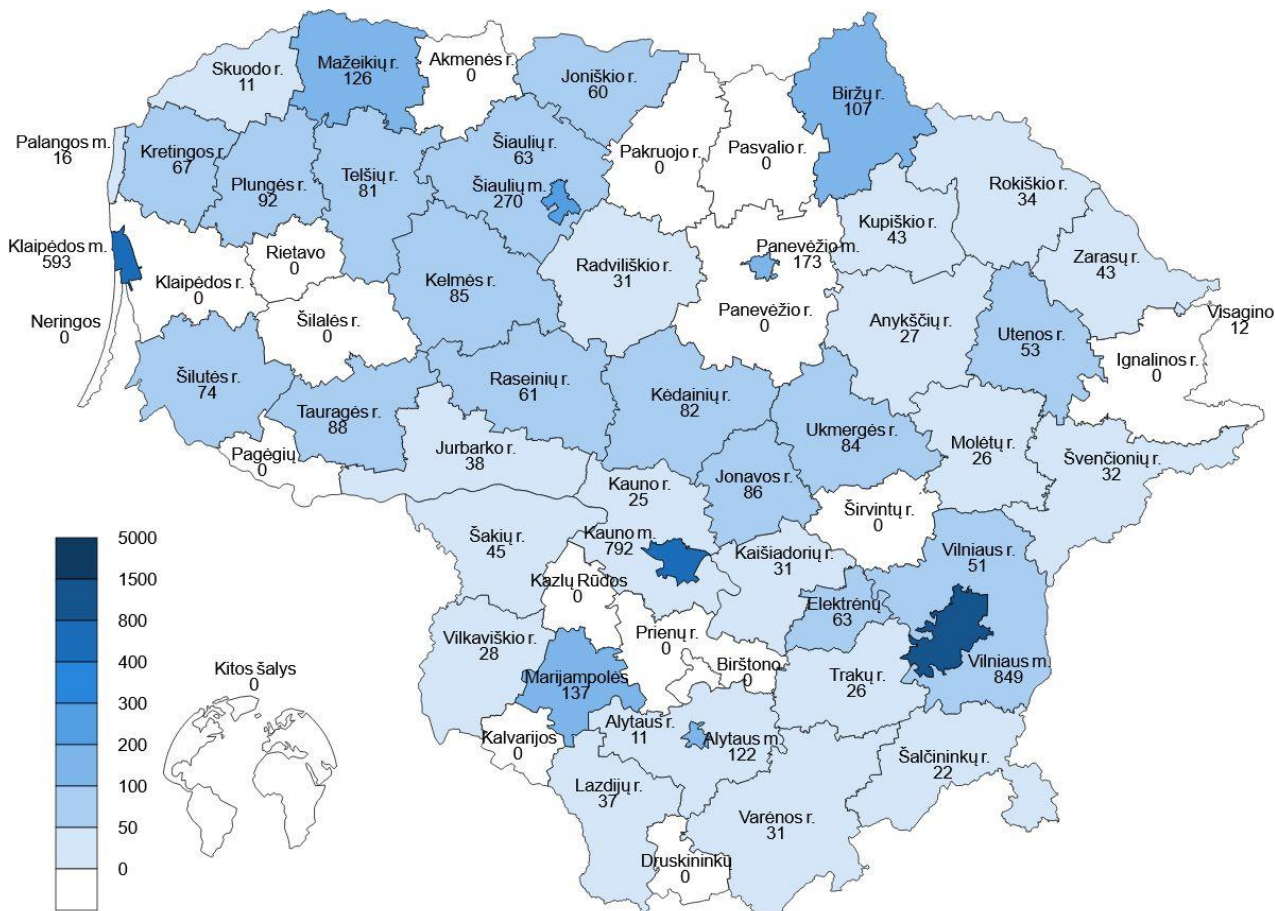 Skuodo r.
11
Mažeikių r.
126
Akmenės r.
0
Joniškio r.
60
Biržų r.
107
Palangos m.
16
Kretingos r.
67
Plungės r.
92
Telšių r.
81
Šiaulių r.
63
Šiaulių m.
270
Pakruojo r.
0
Pasvalio r.
0
Rokiškio r.
34
Kupiškio r.
43
Zarasų r.
43
Klaipėdos m.
593
Klaipėdos r.
0
Rietavo
0
Kelmės r.
85
Radviliškio r.
31
Panevėžio m.
173
Panevėžio r.
0
Anykščių r.
27
Utenos r.
53
Visagino
12
Ignalinos r.
0
Neringos
0
Šilalės r.
0
Šilutės r.
74
Tauragės r.
88
Raseinių r.
61
Kėdainių r.
82
Ukmergės r.
84
Molėtų r.
26
Švenčionių r.
32
Pagėgių
0
Jurbarko r.
38
Kauno r.
25
Jonavos r.
86
Širvintų r.
0
Šakių r.
45
Kauno m.
792
Kaišiadorių r.
31
Vilniaus r.
51
Kazlų Rūdos
0
Elektrėnų
63
Vilkaviškio r.
28
Prienų r.
0
Birštono
0
Trakų r.
26
Vilniaus m.
849
Marijampolės
137
Kalvarijos
0
Alytaus r.
11
Alytaus m.
122
Šalčininkų r.
22
Lazdijų r.
37
Varėnos r.
31
Druskininkų
0
5000
1500
800
400
300
200
100
50
0
Kitos šalys
0